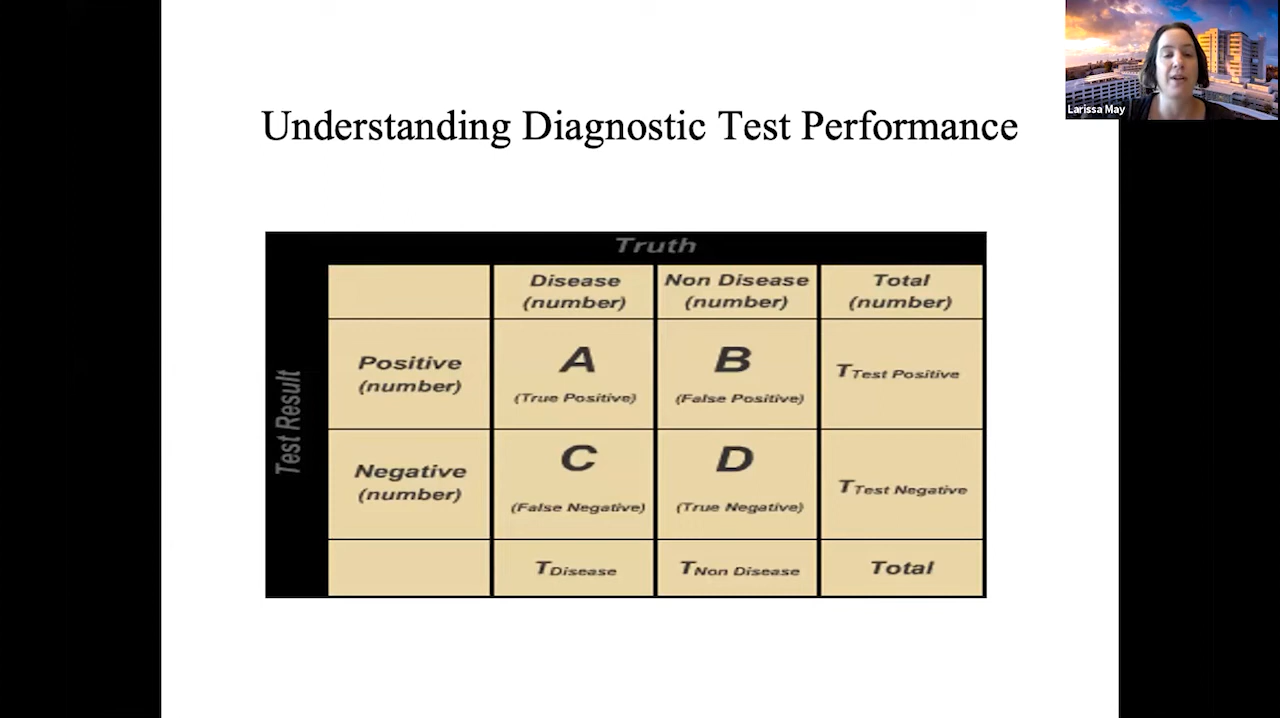 Understanding Diagnostic Test Performance
Larissa May
Truth
Test Result
Disease
(number)
Non Disease
(number)
Total
(number)
Positive
(number)
A
(True Positive)
B
(False Positive)
TTest Positive
Negative
(number)
C
(False Negative)
D
(True Negative)
TTest Negative
TDisease
TNon Disease
Total